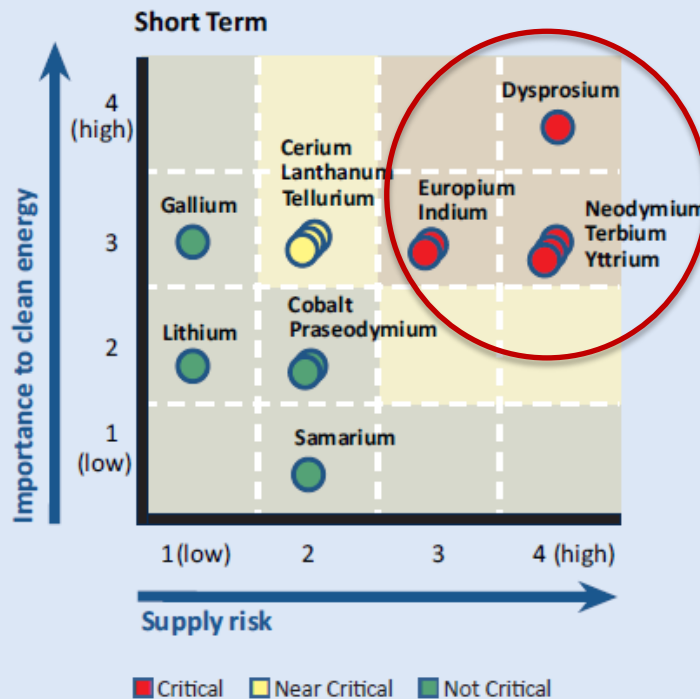 Short Term
Importance to clean energy
4
(high)
3
2
1
(low)
Dysprosium
Cerium
Lanthanum
Tellurium
Gallium
Europium
Indium
Neodymium
Terbium
Yttrium
Lithium
Cobalt
Praseodymium
Samarium
1 (low)
2
3
4 (high)
Supply risk
Critical
Near Critical
Not Critical